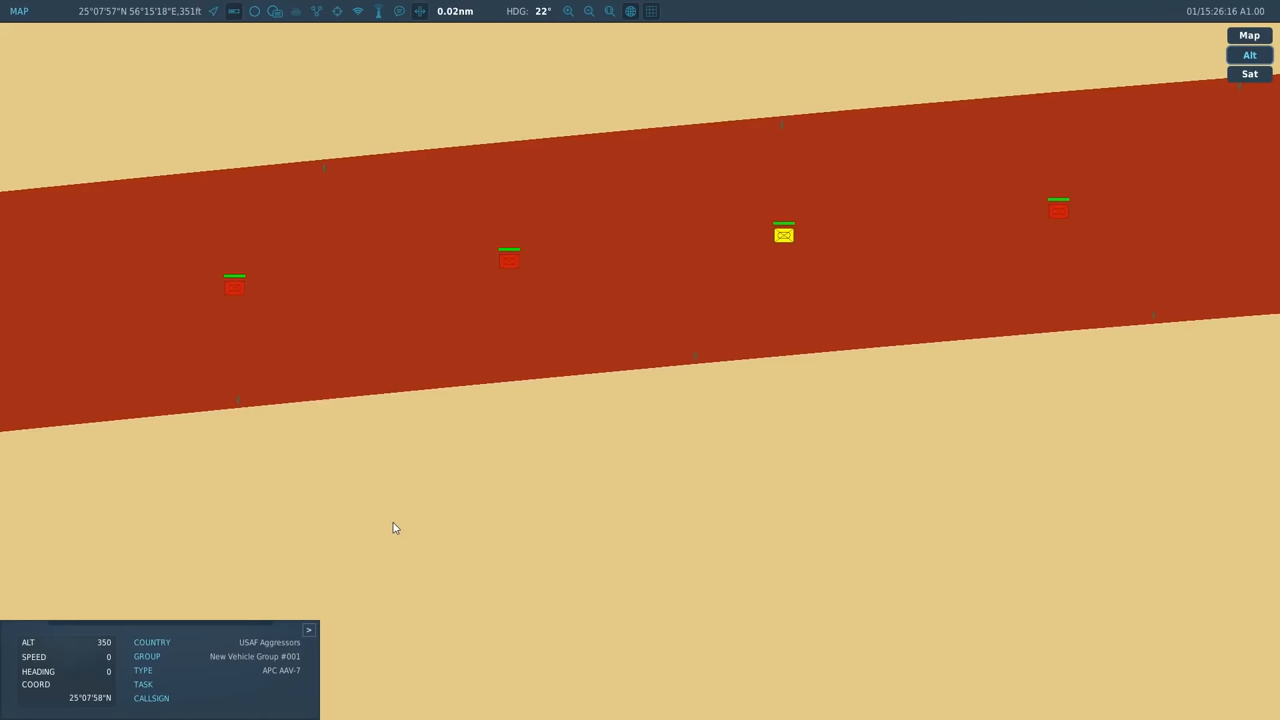 MAP 25°07'57"N 56°15'18"E,351ft 0.02nm HDG: 22° 01/15:26:16 A1.00
Map
Alt
Sat
>
ALT 350 COUNTRY USAF Aggressors
SPEED 0 GROUP New Vehicle Group #001
HEADING 0 TYPE APC AAV-7
COORD TASK
25°07'58"N CALLSIGN